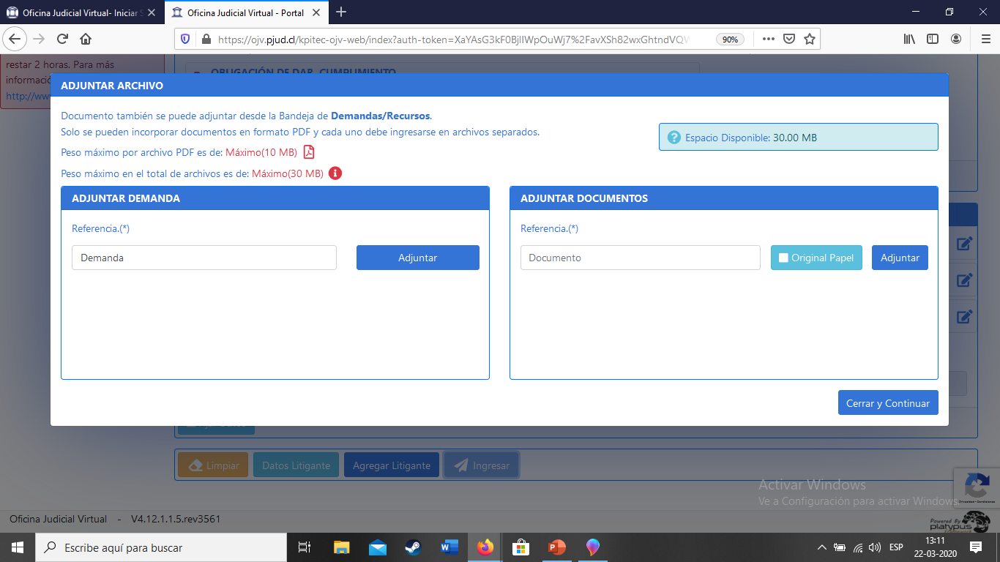 Oficina Judicial Virtual- Iniciar S
Oficina Judicial Virtual - Portal
https://ojv.pjud.cl/kpitec-ojv-web/index?auth-token=XaYAsG3kF0BjlIWpOuWj7%2FavXSh82wxGhtndVQW
90%
restar 2 horas. Para más
informació
http://www
OBLIGACIÓN DE DAR, CUMPLIMIENTO
ADJUNTAR ARCHIVO
Documento también se puede adjuntar desde la Bandeja de Demandas/Recursos.
Solo se pueden incorporar documentos en formato PDF y cada uno debe ingresarse en archivos separados.
Espacio Disponible: 30.00 MB
Peso máximo por archivo PDF es de: Máximo(10 MB)
Peso máximo en el total de archivos es de: Máximo(30 MB)
ADJUNTAR DEMANDA
Referencia.(*)
Demanda
Adjuntar
ADJUNTAR DOCUMENTOS
Referencia.(*)
Documento
Original Papel
Adjuntar
Cerrar y Continuar
Limpiar
Datos Litigante
Agregar Litigante
Ingresar
Activar Windows
Ve a Configuración para activar Windows.
Privacidad - Condiciones
Oficina Judicial Virtual - V4.12.1.1.5.rev3561
Powered By
platypus
Escribe aquí para buscar
ESP
13:11
22-03-2020